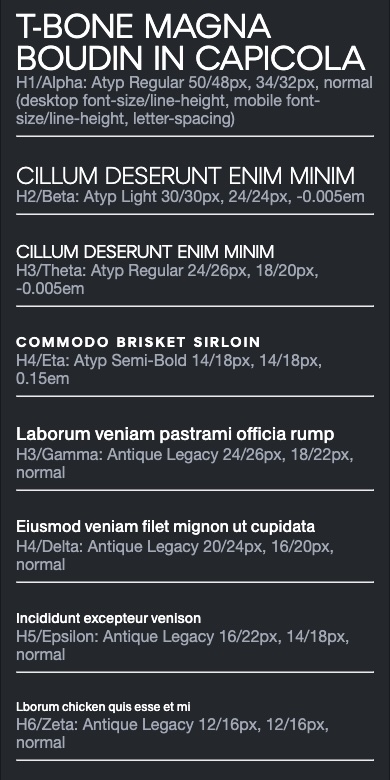 T-BONE MAGNA
BOUDIN IN CAPICOLA
H1/Alpha: Atyp Regular 50/48px, 34/32px, normal
(desktop font-size/line-height, mobile font-
size/line-height, letter-spacing)
CILLUM DESERUNT ENIM MINIM
H2/Beta: Atyp Light 30/30px, 24/24px, -0.005em
CILLUM DESERUNT ENIM MINIM
H3/Theta: Atyp Regular 24/26px, 18/20px,
-0.005em
COMMODO BRISKET SIRLOIN
H4/Eta: Atyp Semi-Bold 14/18px, 14/18px,
0.15em
Laborum veniam pastrami officia rump
H3/Gamma: Antique Legacy 24/26px, 18/22px,
normal
Eiusmod veniam filet mignon ut cupidata
H4/Delta: Antique Legacy 20/24px, 16/20px,
normal
Incididunt excepteur venison
H5/Epsilon: Antique Legacy 16/22px, 14/18px,
normal
Lborum chicken quis esse et mi
H6/Zeta: Antique Legacy 12/16px, 12/16px,
normal